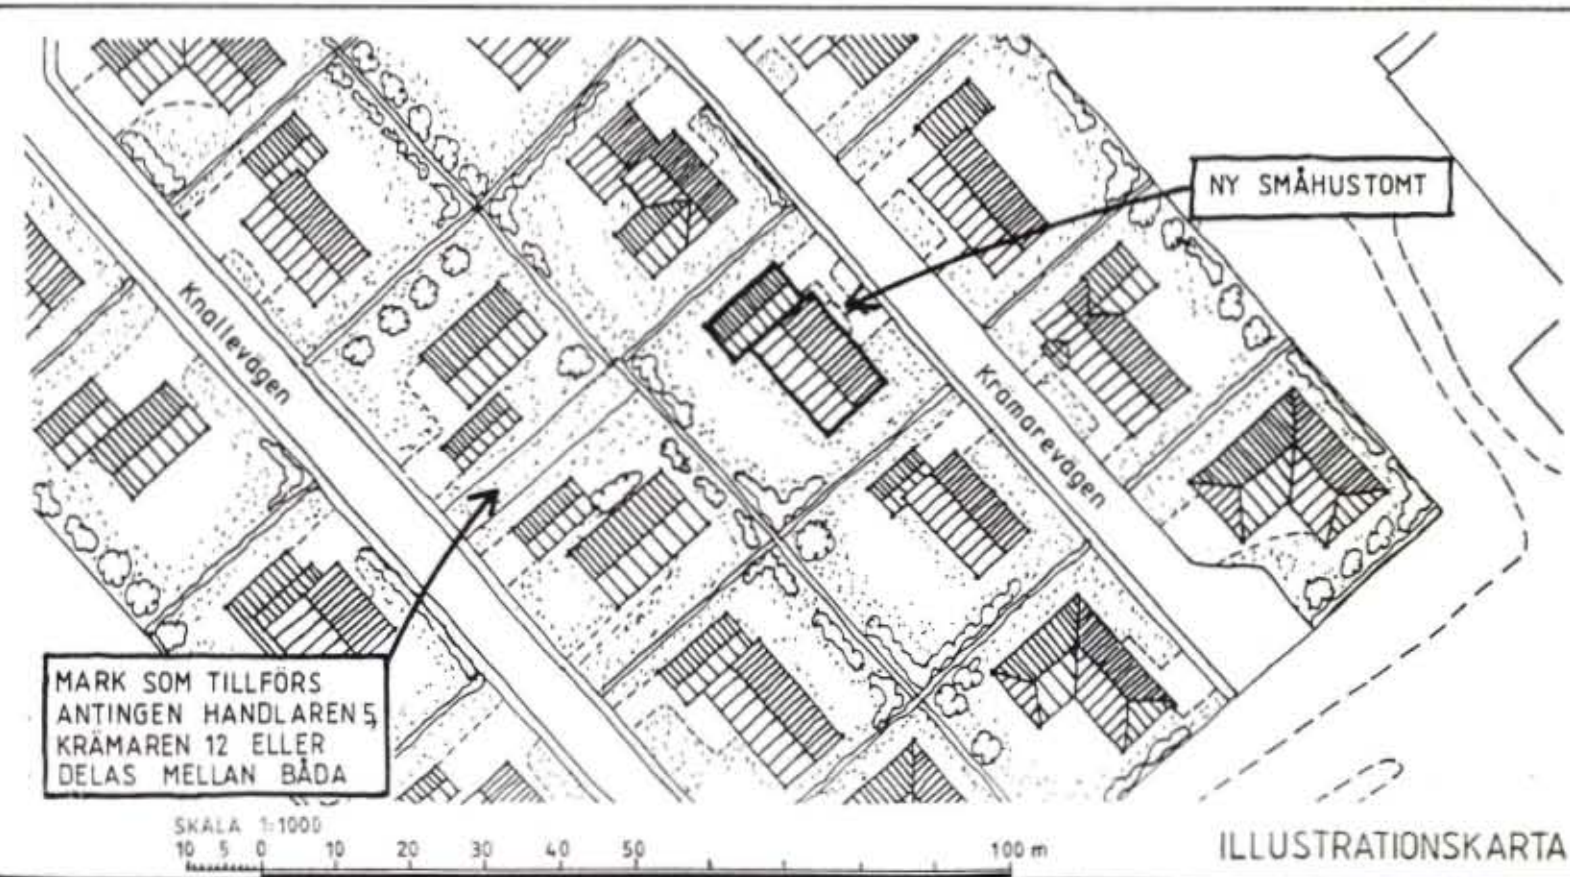 NY SMÅHUSTOMT
Knallevägen
Krämarevägen
MARK SOM TILLFÖRS
ANTINGEN HANDLAREN 5,
KRÄMAREN 12 ELLER
DELAS MELLAN BÅDA
SKALA 1:1000
10 5 0 10 20 30 40 50 100 m
ILLUSTRATIONSKARTA